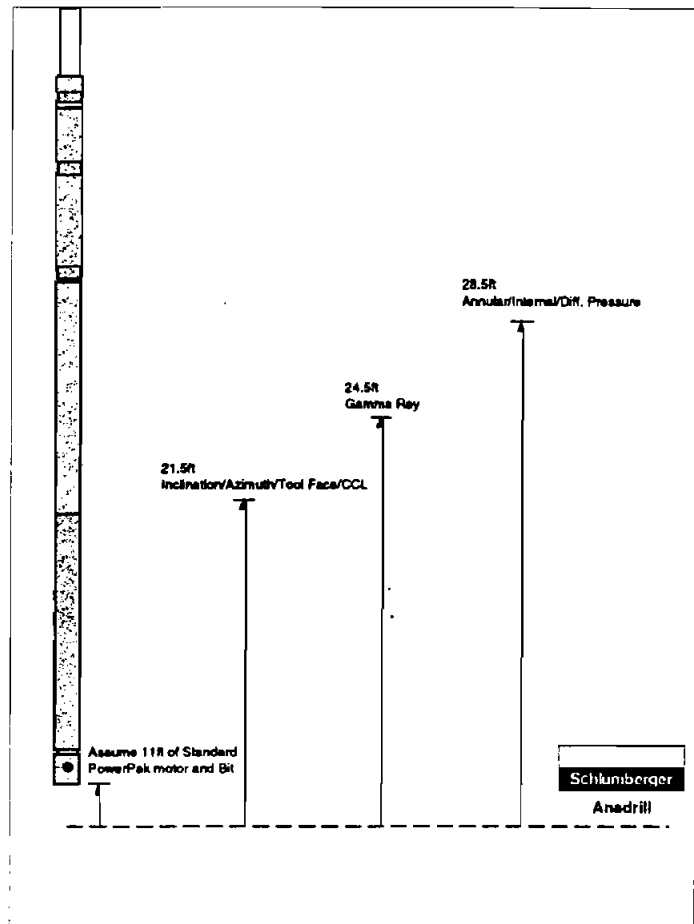 28.5ft
Annular/Internal/Diff. Pressure
24.5ft
Gamma Ray
21.5ft
Inclination/Azimuth/Tool Face/CCL
Assume 11ft of Standard
PowerPak motor and Bit
Schlumberger
Anadrill